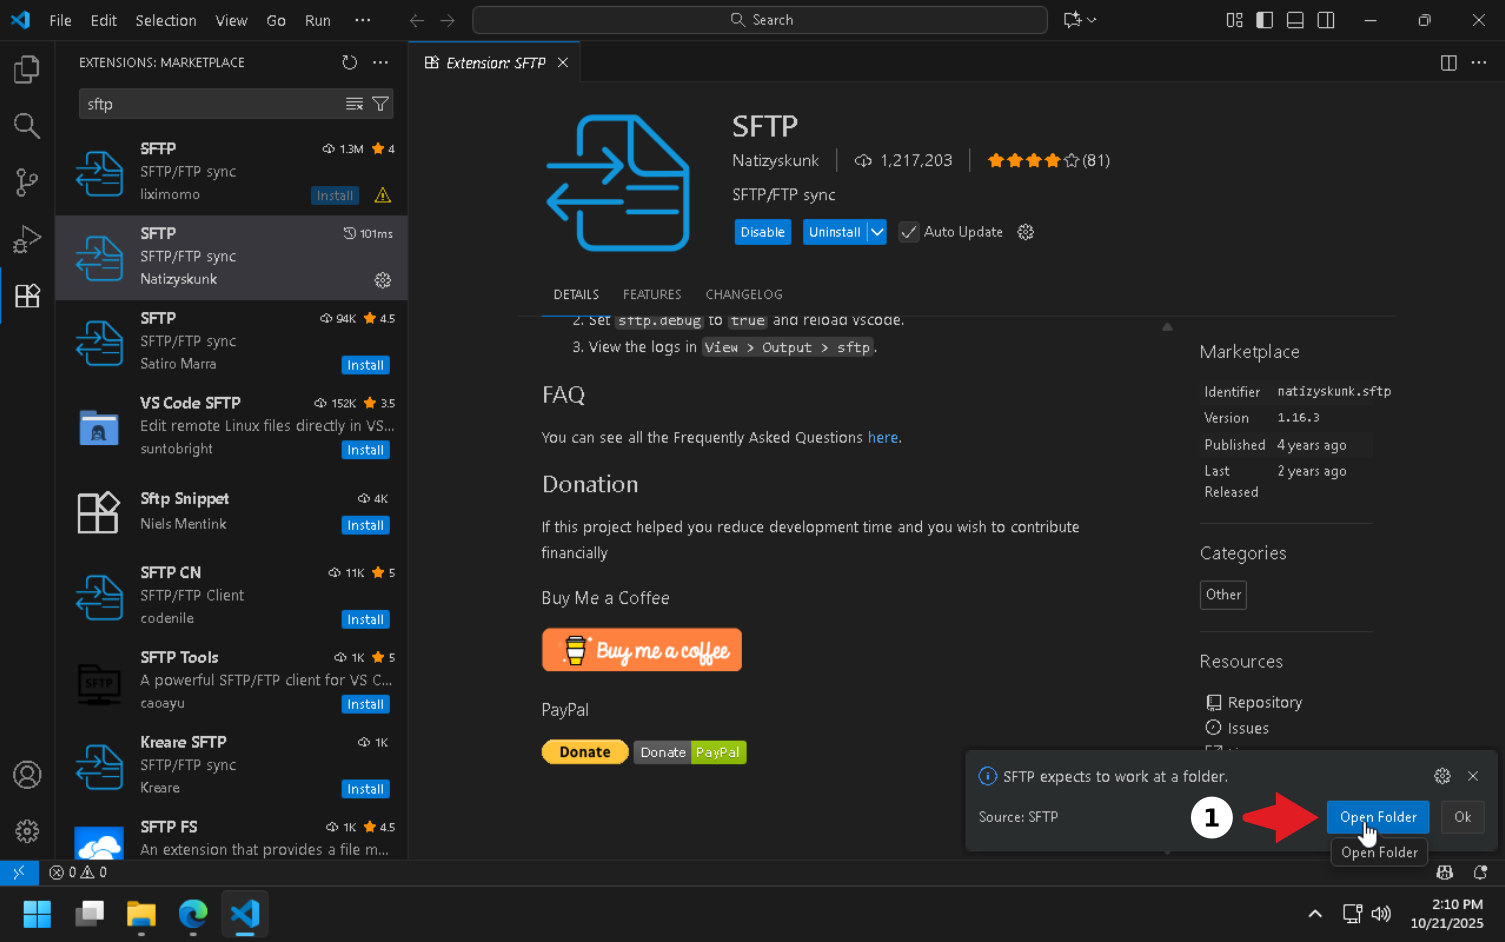 File Edit Selection View Go Run ···
Search
EXTENSIONS: MARKETPLACE
Extension: SFTP
sftp
SFTP 1.3M 4
SFTP/FTP sync
liximomo Install
SFTP 101ms
SFTP/FTP sync
Natizyskunk
SFTP 94K 4.5
SFTP/FTP sync
Satiro Marra Install
VS Code SFTP 152K 3.5
Edit remote Linux files directly in VS...
suntobright Install
Sftp Snippet 4K
Niels Mentink Install
SFTP CN 11K 5
SFTP/FTP Client
codenile Install
SFTP Tools 1K 5
SFTP
A powerful SFTP/FTP client for VS C...
caoayu Install
Kreare SFTP 1K
SFTP/FTP sync
Kreare Install
SFTP FS 1K 4.5
An extension that provides a file m...
SFTP
Natizyskunk 1,217,203 (81)
SFTP/FTP sync
Disable Uninstall Auto Update
DETAILS FEATURES CHANGELOG
2. Set sftp.debug to true and reload vscode.
3. View the logs in View > Output > sftp.
FAQ
You can see all the Frequently Asked Questions here.
Donation
If this project helped you reduce development time and you wish to contribute
financially
Buy Me a Coffee
Buy me a coffee
PayPal
Donate Donate PayPal
Marketplace
Identifier natizyskunk.sftp
Version 1.16.3
Published 4 years ago
Last Released 2 years ago
Categories
Other
Resources
Repository
Issues
SFTP expects to work at a folder.
Source: SFTP 1 Open Folder Ok
Open Folder
0 0
2:10 PM
10/21/2025